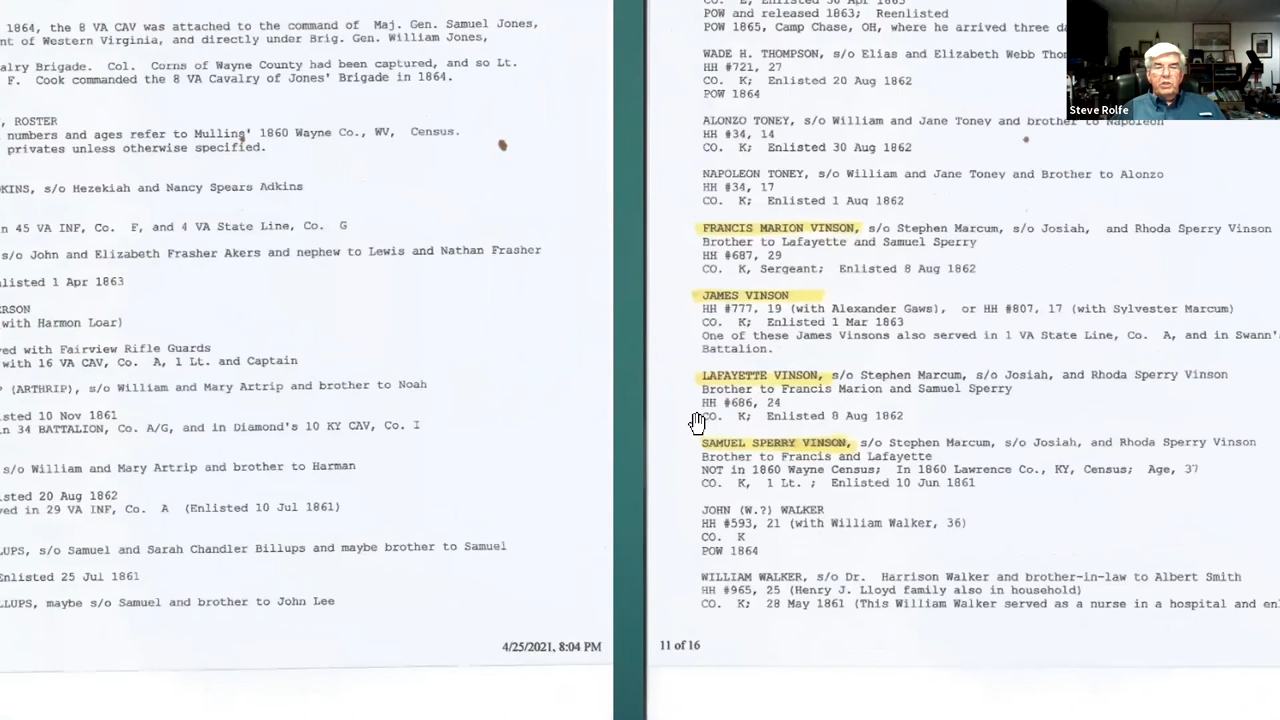 1864, the 8 VA CAV was attached to the command of Maj. Gen. Samuel Jones,
nt of Western Virginia, and directly under Brig. Gen. William Jones,
alry Brigade. Col. Corns of Wayne County had been captured, and so Lt.
F. Cook commanded the 8 VA Cavalry of Jones' Brigade in 1864.
, ROSTER
numbers and ages refer to Mullins' 1860 Wayne Co., WV, Census.
privates unless otherwise specified.
KINS, s/o Hezekiah and Nancy Spears Adkins
in 45 VA INF, Co. F, and 4 VA State Line, Co. G
s/o John and Elizabeth Frasher Akers and nephew to Lewis and Nathan Frasher
listed 1 Apr 1863
ERSON
with Harmon Loar)
ved with Fairview Rifle Guards
with 16 VA CAV, Co. A, 1 Lt. and Captain
P (ARTHRIP), s/o William and Mary Artrip and brother to Noah
isted 10 Nov 1861
in 34 BATTALION, Co. A/G, and in Diamond's 10 KY CAV, Co. I
s/o William and Mary Artrip and brother to Harman
isted 20 Aug 1862
ved in 29 VA INF, Co. A (Enlisted 10 Jul 1861)
LUPS, s/o Samuel and Sarah Chandler Billups and maybe brother to Samuel
Enlisted 25 Jul 1861
LLUPS, maybe s/o Samuel and brother to John Lee
4/25/2021, 8:04 PM
CO. E, Enlisted 30 Apr 1863
POW and released 1863; Reenlisted
POW 1865, Camp Chase, OH, where he arrived three da
WADE H. THOMPSON, s/o Elias and Elizabeth Webb Tho
HH #721, 27
CO. K; Enlisted 20 Aug 1862
POW 1864
ALONZO TONEY, s/o William and Jane Toney and brother to Napoleon
HH #34, 14
CO. K; Enlisted 30 Aug 1862
NAPOLEON TONEY, s/o William and Jane Toney and Brother to Alonzo
HH #34, 17
CO. K; Enlisted 1 Aug 1862
FRANCIS MARION VINSON, s/o Stephen Marcum, s/o Josiah, and Rhoda Sperry Vinson
Brother to Lafayette and Samuel Sperry
HH #687, 29
CO. K, Sergeant; Enlisted 8 Aug 1862
JAMES VINSON
HH #777, 19 (with Alexander Gaws), or HH #807, 17 (with Sylvester Marcum)
CO. K; Enlisted 1 Mar 1863
One of these James Vinsons also served in 1 VA State Line, Co. A, and in Swann's
Battalion.
LAFAYETTE VINSON, s/o Stephen Marcum, s/o Josiah, and Rhoda Sperry Vinson
Brother to Francis Marion and Samuel Sperry
HH #686, 24
CO. K; Enlisted 8 Aug 1862
SAMUEL SPERRY VINSON, s/o Stephen Marcum, s/o Josiah, and Rhoda Sperry Vinson
Brother to Francis and Lafayette
NOT in 1860 Wayne Census; In 1860 Lawrence Co., KY, Census; Age, 37
CO. K, 1 Lt. ; Enlisted 10 Jun 1861
JOHN (W.?) WALKER
HH #593, 21 (with William Walker, 36)
CO. K
POW 1864
WILLIAM WALKER, s/o Dr. Harrison Walker and brother-in-law to Albert Smith
HH #965, 25 (Henry J. Lloyd family also in household)
CO. K; 28 May 1861 (This William Walker served as a nurse in a hospital and enl
11 of 16
Steve Rolfe